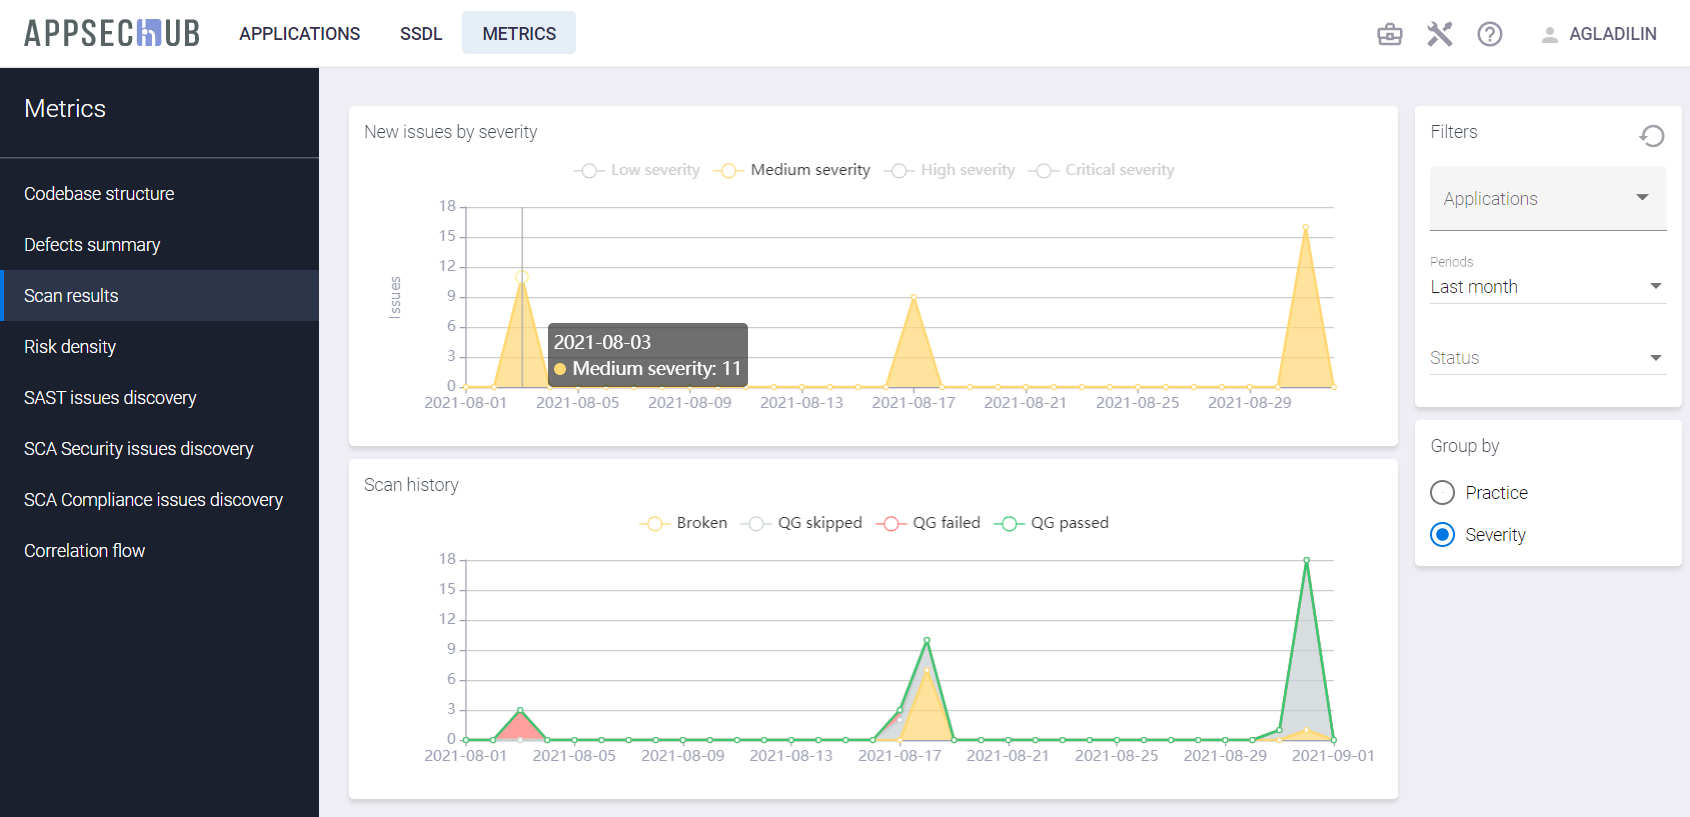 APPSECHUB APPLICATIONS SSDL METRICS AGLADILIN
Metrics
Codebase structure
Defects summary
Scan results
Risk density
SAST issues discovery
SCA Security issues discovery
SCA Compliance issues discovery
Correlation flow
New issues by severity
Low severity Medium severity High severity Critical severity
Issues
18
15
12
9
6
3
0
2021-08-03
Medium severity: 11
2021-08-01 2021-08-05 2021-08-09 2021-08-13 2021-08-17 2021-08-21 2021-08-25 2021-08-29
Scan history
Broken QG skipped QG failed QG passed
18
15
12
9
6
3
0
2021-08-01 2021-08-05 2021-08-09 2021-08-13 2021-08-17 2021-08-21 2021-08-25 2021-08-29 2021-09-01
Filters
Applications
Periods
Last month
Status
Group by
Practice
Severity